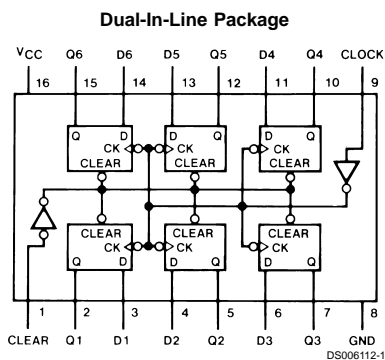 Dual-In-Line Package
VCC Q6 D6 D5 Q5 D4 Q4 CLOCK
16 15 14 13 12 11 10 9
Q D D Q D Q
CK CK CK
CLEAR CLEAR CLEAR
CLEAR CLEAR CLEAR
CK CK CK
Q D D Q D Q
1 2 3 4 5 6 7 8
CLEAR Q1 D1 D2 Q2 D3 Q3 GND
DS006112-1